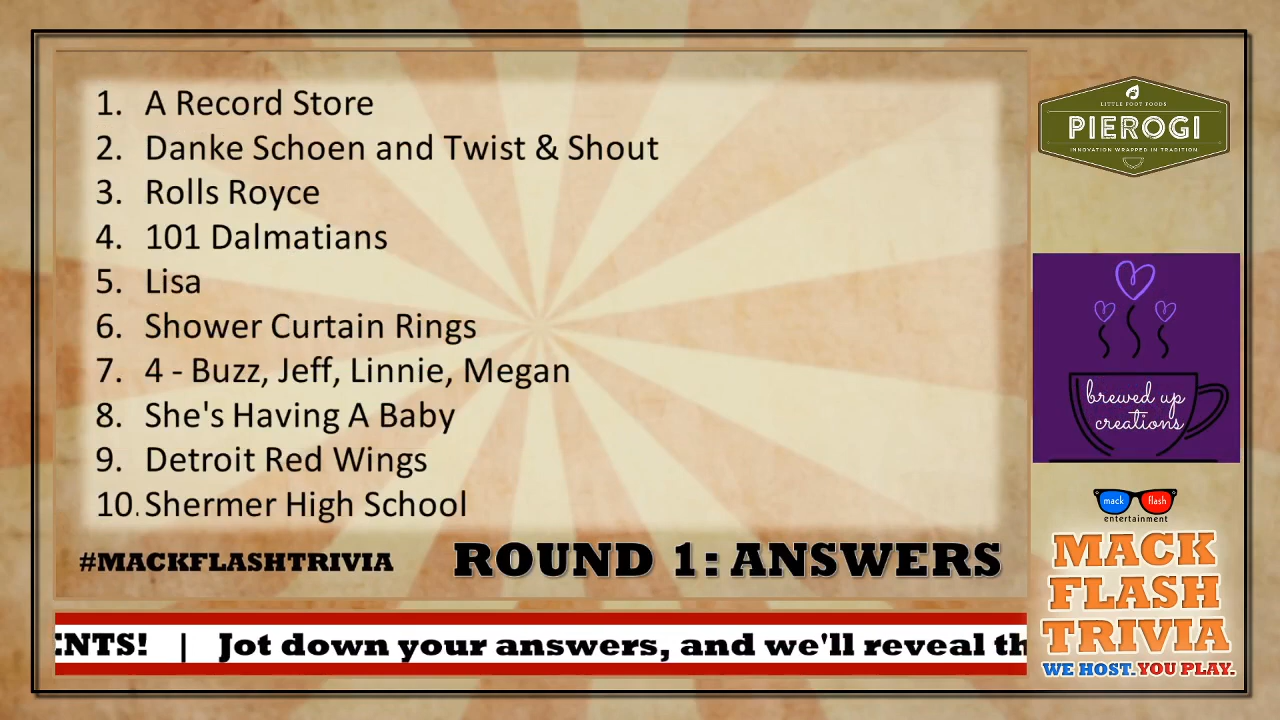 1. A Record Store
2. Danke Schoen and Twist & Shout
3. Rolls Royce
4. 101 Dalmatians
5. Lisa
6. Shower Curtain Rings
7. 4 - Buzz, Jeff, Linnie, Megan
8. She's Having A Baby
9. Detroit Red Wings
10. Shermer High School
#MACKFLASHTRIVIA
ROUND 1: ANSWERS
ENTS! | Jot down your answers, and we'll reveal th
LITTLE FOOT FOODS
PIEROGI
INNOVATION WRAPPED IN TRADITION
brewed up
creations
mack flash
entertainment
MACK
FLASH
TRIVIA
WE HOST. YOU PLAY.